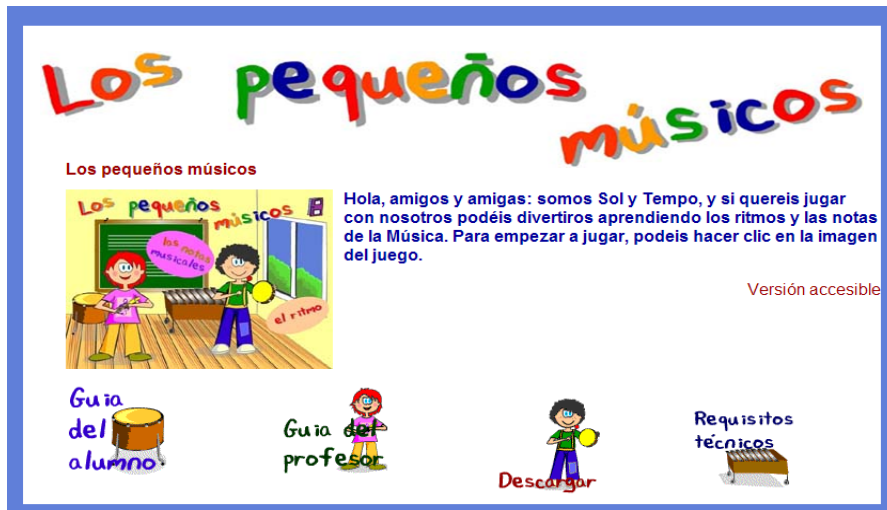 Los pequeños
músicos
Los pequeños músicos
Los pequeños
músicos
las notas
musicales
el ritmo
Hola, amigos y amigas: somos Sol y Tempo, y si quereis jugar
con nosotros podéis divertiros aprendiendo los ritmos y las notas
de la Música. Para empezar a jugar, podeis hacer clic en la imagen
del juego.
Versión accesible
Guia
del
alumno
Guia del
profesor
Descargar
Requisitos
técnicos